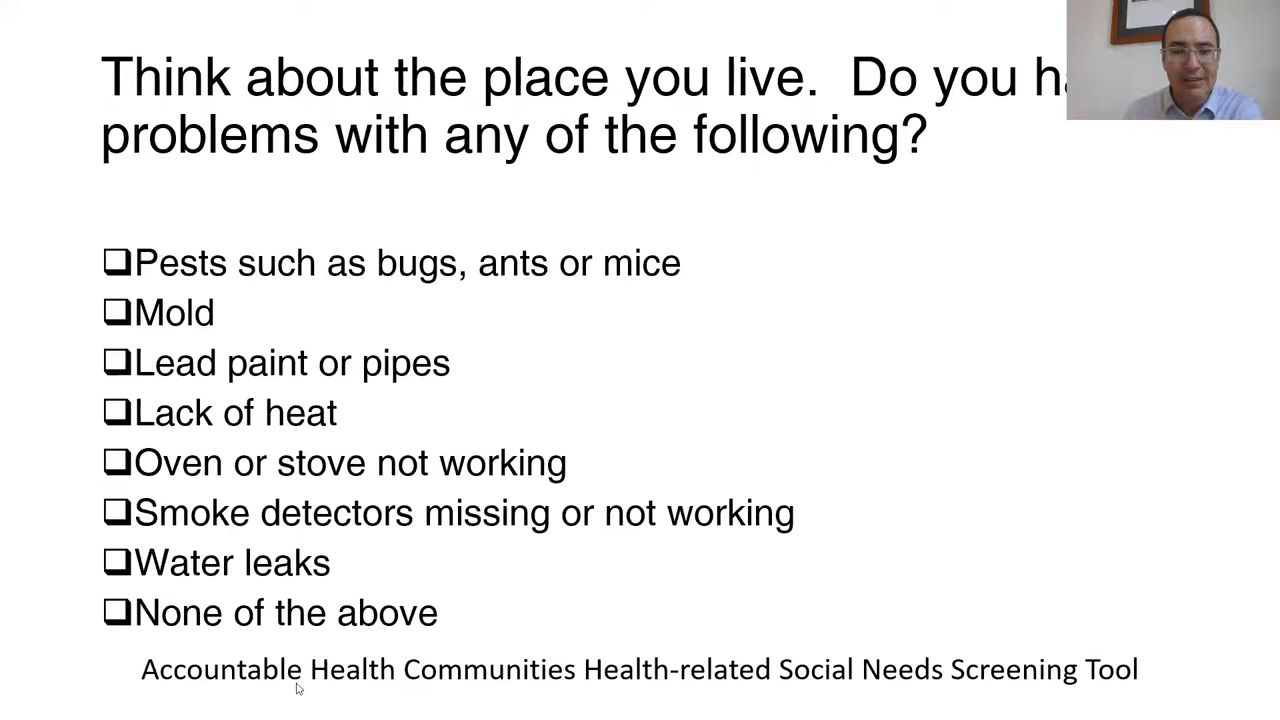 Think about the place you live. Do you
problems with any of the following?
❑Pests such as bugs, ants or mice
❑Mold
❑Lead paint or pipes
❑Lack of heat
❑Oven or stove not working
❑Smoke detectors missing or not working
❑Water leaks
❑None of the above
Accountable Health Communities Health-related Social Needs Screening Tool